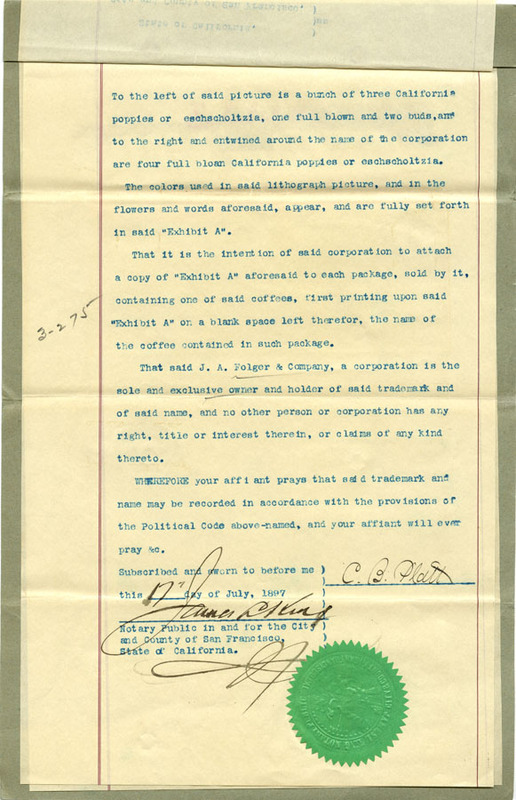 To the left of said picture is a bunch of three California
poppies or eschscholtzia, one full blown and two buds,and
to the right and entwined around the name of the corporation
are four full bloan California poppies or eschscholtzia.
The colors used in said lithograph picture, and in the
flowers and words aforesaid, appear, and are fully set forth
in said "Exhibit A".
That it is the intention of said corporation to attach
a copy of "Exhibit A" aforesaid to each package, sold by it,
containing one of said coffees, first printing upon said
"Exhibit A" on a blank space left therefor, the name of
3-275
the coffee contained in such package.
That said J. A. Folger & Company, a corporation is the
sole and exclusive owner and holder of said trademark and
of said name, and no other person or corporation has any
right, title or interest therein, or claims of any kind
thereto.
WHEREFORE your affiant prays that said trademark and
name may be recorded in accordance with the provisions of
the Political Code above-named, and your affiant will ever
pray &c.
Subscribed and sworn to before me )
C. B. Platt
this 17" day of July, 1897 )
James L. King
Notary Public in and for the City )
and County of San Francisco, )
State of California.